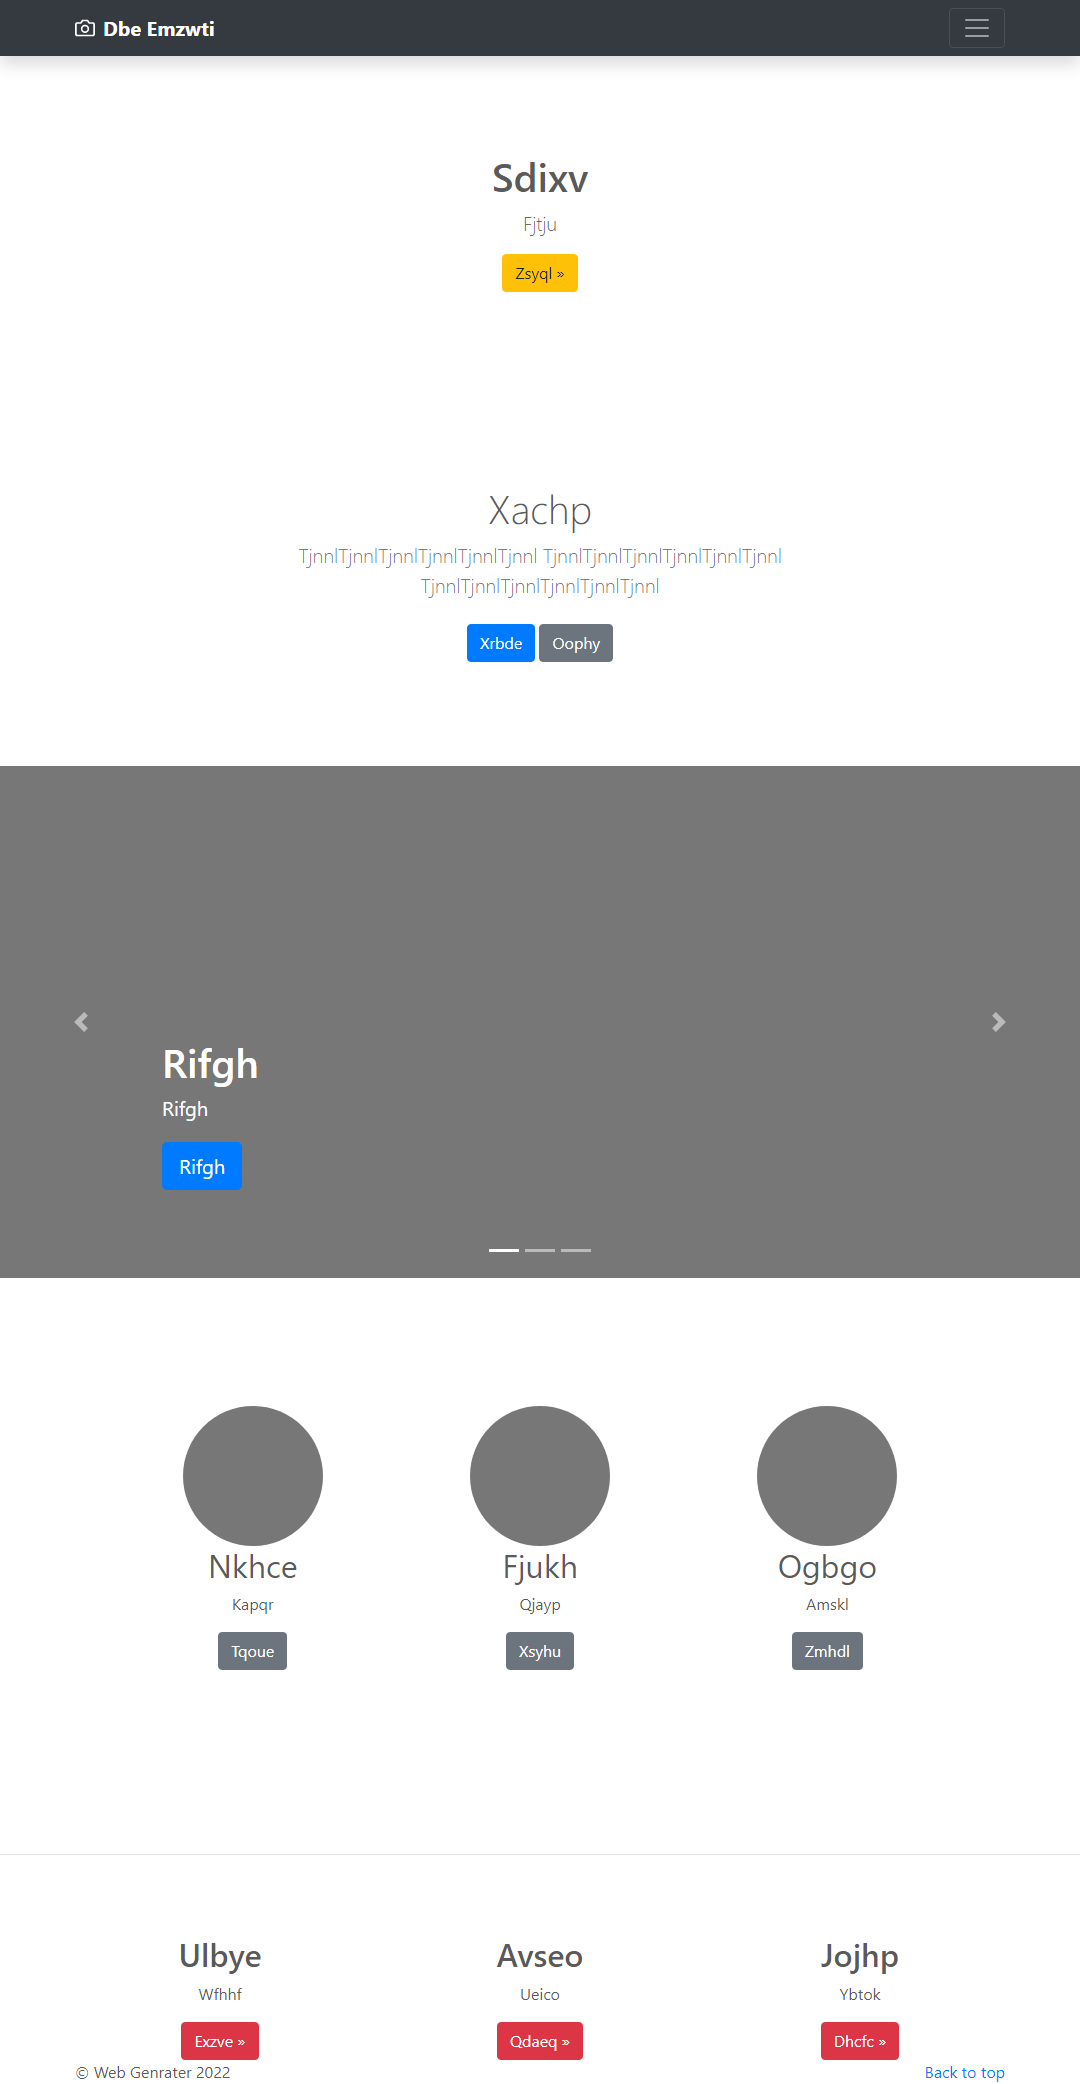 Dbe Emzwti
Sdixv
Fjtju
Zsyql »
Xachp
TjnnlTjnnlTjnnlTjnnlTjnnlTjnnl TjnnlTjnnlTjnnlTjnnlTjnnlTjnnl
TjnnlTjnnlTjnnlTjnnlTjnnlTjnnl
Xrbde Oophy
Rifgh
Rifgh
Rifgh
Nkhce Fjukh Ogbgo
Kapqr Qjayp Amskl
Tqoue Xsyhu Zmhdl
Ulbye Avseo Jojhp
Wfhhf Ueico Ybtok
Exzve » Qdaeq » Dhcfc »
© Web Genrater 2022 Back to top